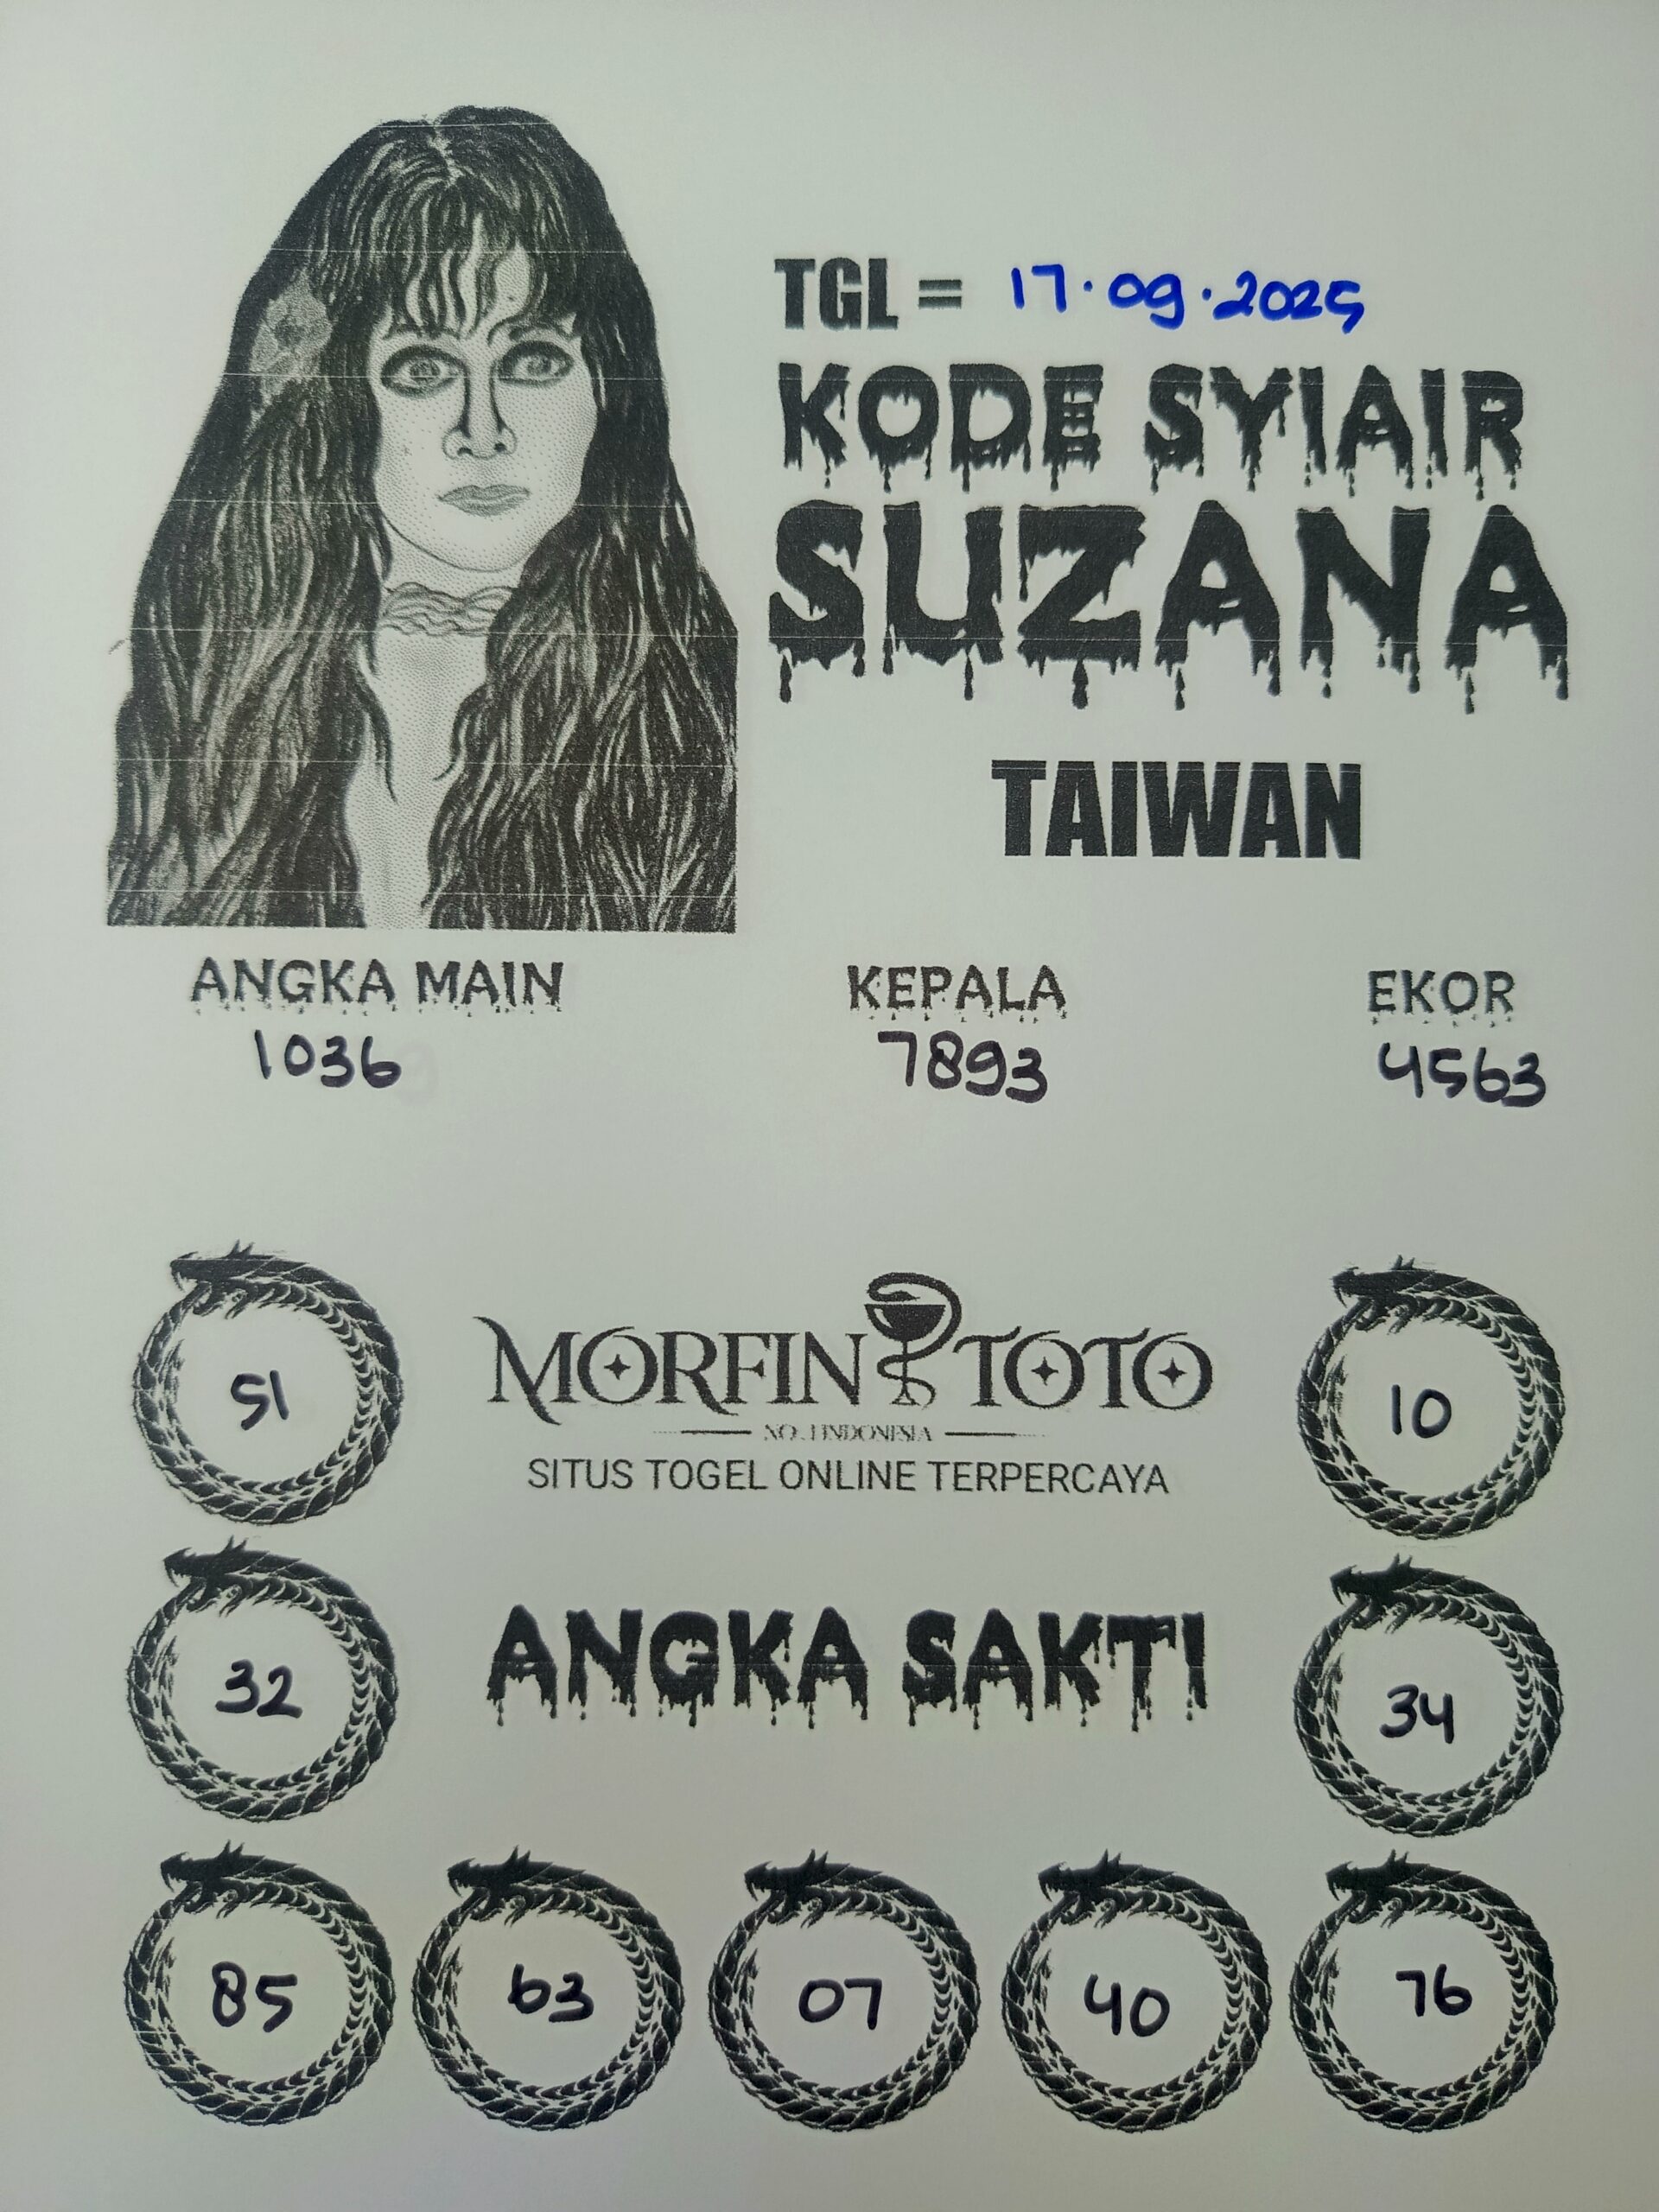 TGL = 17.09.2025
KODE SYIAIR
SUZANA
TAIWAN
ANGKA MAIN KEPALA EKOR
1036 7893 4563
MORFIN TOTO
NO.1 INDONESIA
SITUS TOGEL ONLINE TERPERCAYA
51 10
ANGKA SAKTI
32 34
85 63 07 40 76